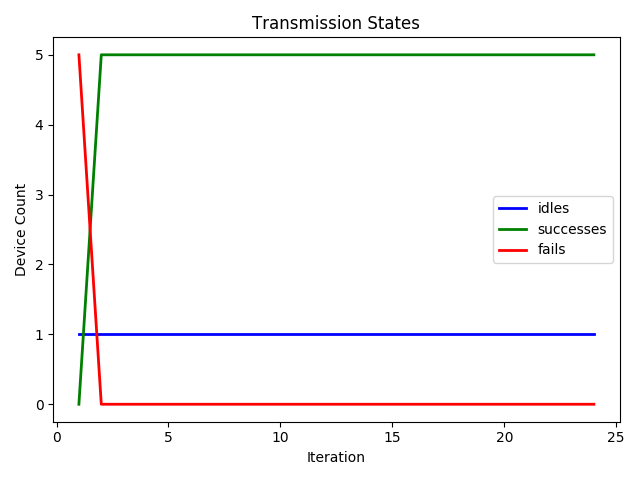 Transmission States
Device Count
5
4
3
2
1
0
idles
successes
fails
0 5 10 15 20 25
Iteration